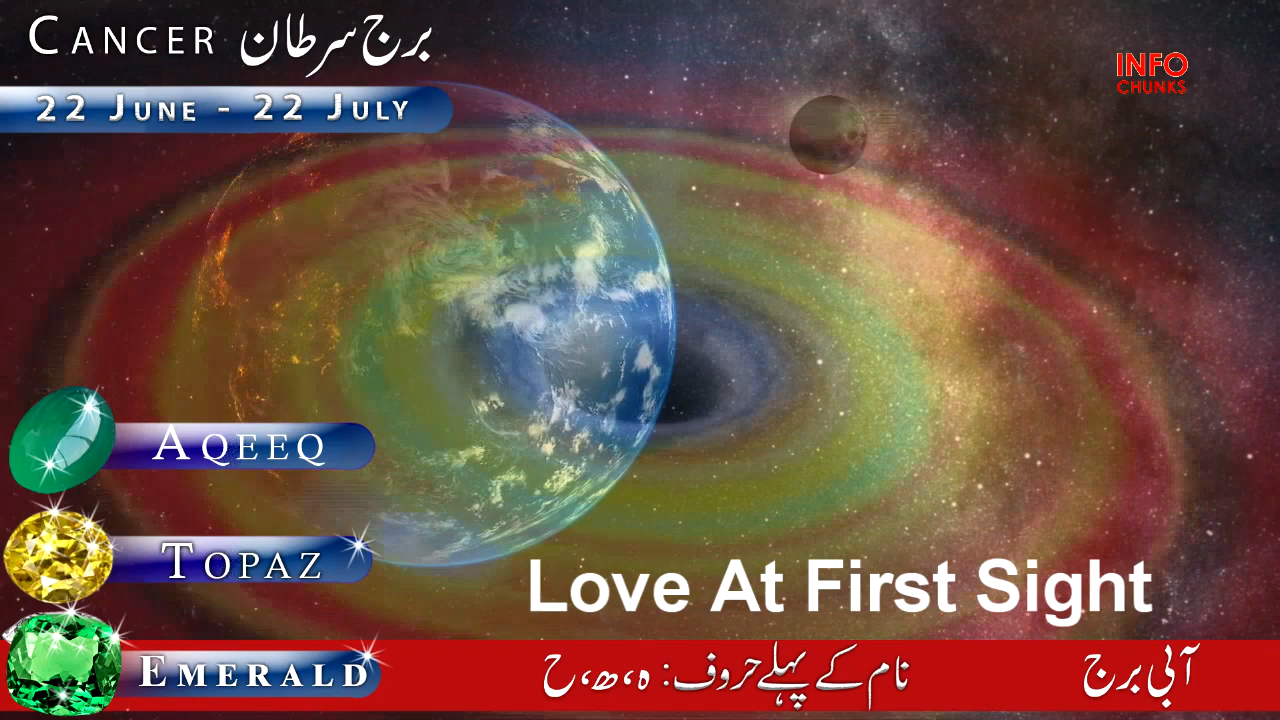 CANCER برج سرطان
22 JUNE - 22 JULY
INFO
CHUNKS
AQEEQ
TOPAZ
Love At First Sight
EMERALD
آبی برج
نام کے پہلے حروف: ہ، ھ، ح